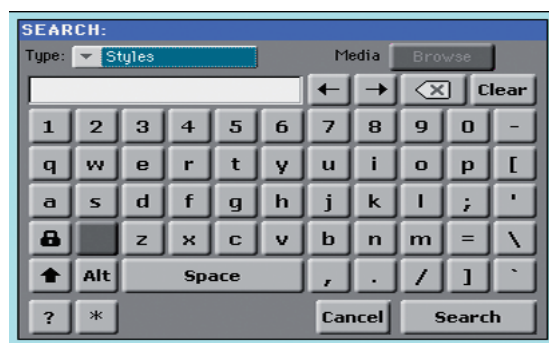 SEARCH:
Type: Styles Media Browse
Clear
1 2 3 4 5 6 7 8 9 0 -
q w e r t y u i o p [
a s d f g h j k l ; '
z x c v b n m = \
Alt Space , . / ] `
? * Cancel Search